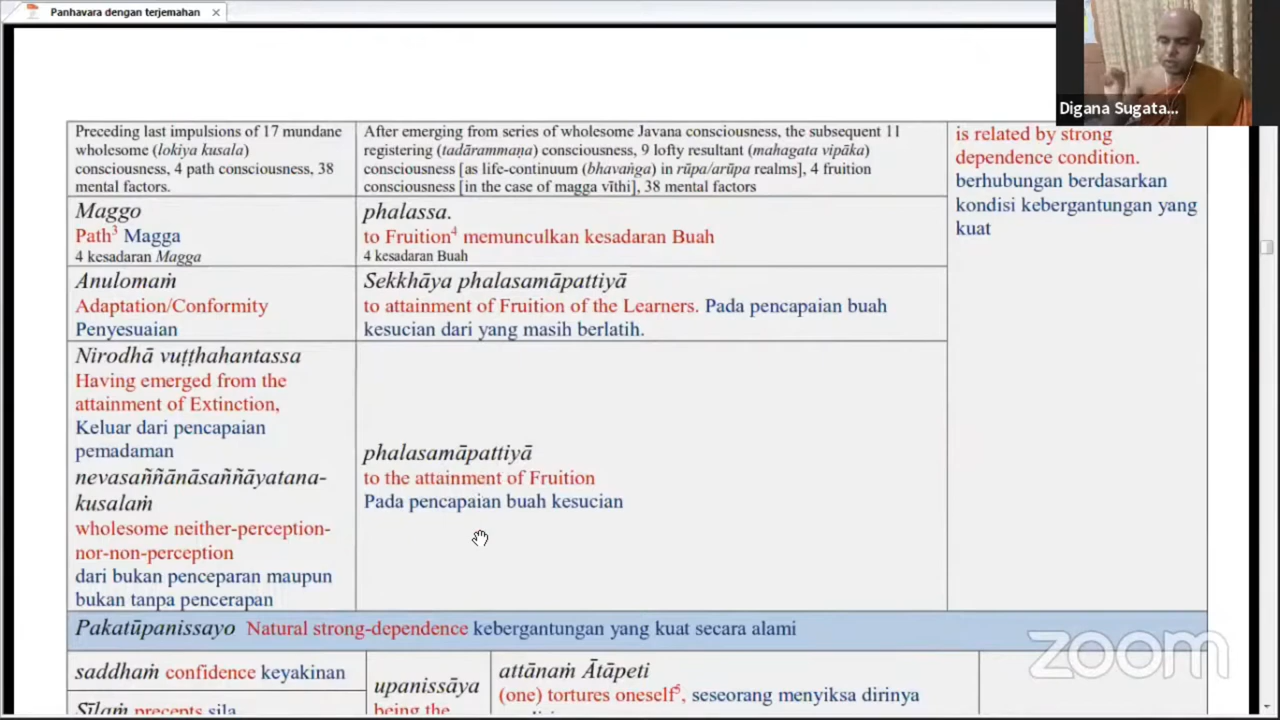 Panhavara dengan terjemahan
Digana Sugata...
Preceding last impulsions of 17 mundane
wholesome (lokiya kusala)
consciousness, 4 path consciousness, 38
mental factors.
After emerging from series of wholesome Javana consciousness, the subsequent 11
registering (tadārammaṇa) consciousness, 9 lofty resultant (mahagata vipāka)
consciousness [as life-continuum (bhavaṅga) in rūpa/arūpa realms], 4 fruition
consciousness [in the case of magga vīthi], 38 mental factors
is related by strong
dependence condition.
berhubungan berdasarkan
kondisi kebergantungan yang
kuat
Maggo
Path³ Magga
4 kesadaran Magga
phalassa.
to Fruition⁴ memunculkan kesadaran Buah
4 kesadaran Buah
Anulomaṁ
Adaptation/Conformity
Penyesuaian
Sekkhāya phalasamāpattiyā
to attainment of Fruition of the Learners. Pada pencapaian buah
kesucian dari yang masih berlatih.
Nirodhā vuṭṭhahantassa
Having emerged from the
attainment of Extinction,
Keluar dari pencapaian
pemadaman
nevasaññānāsaññāyatana-
kusalaṁ
wholesome neither-perception-
nor-non-perception
dari bukan penceparan maupun
bukan tanpa pencerapan
phalasamāpattiyā
to the attainment of Fruition
Pada pencapaian buah kesucian
Pakatūpanissayo Natural strong-dependence kebergantungan yang kuat secara alami
saddhaṁ confidence keyakinan
Sīlaṁ precepts sila
upanissāya
being the
attānaṁ Ātāpeti
(one) tortures oneself⁵, seseorang menyiksa dirinya
zoom